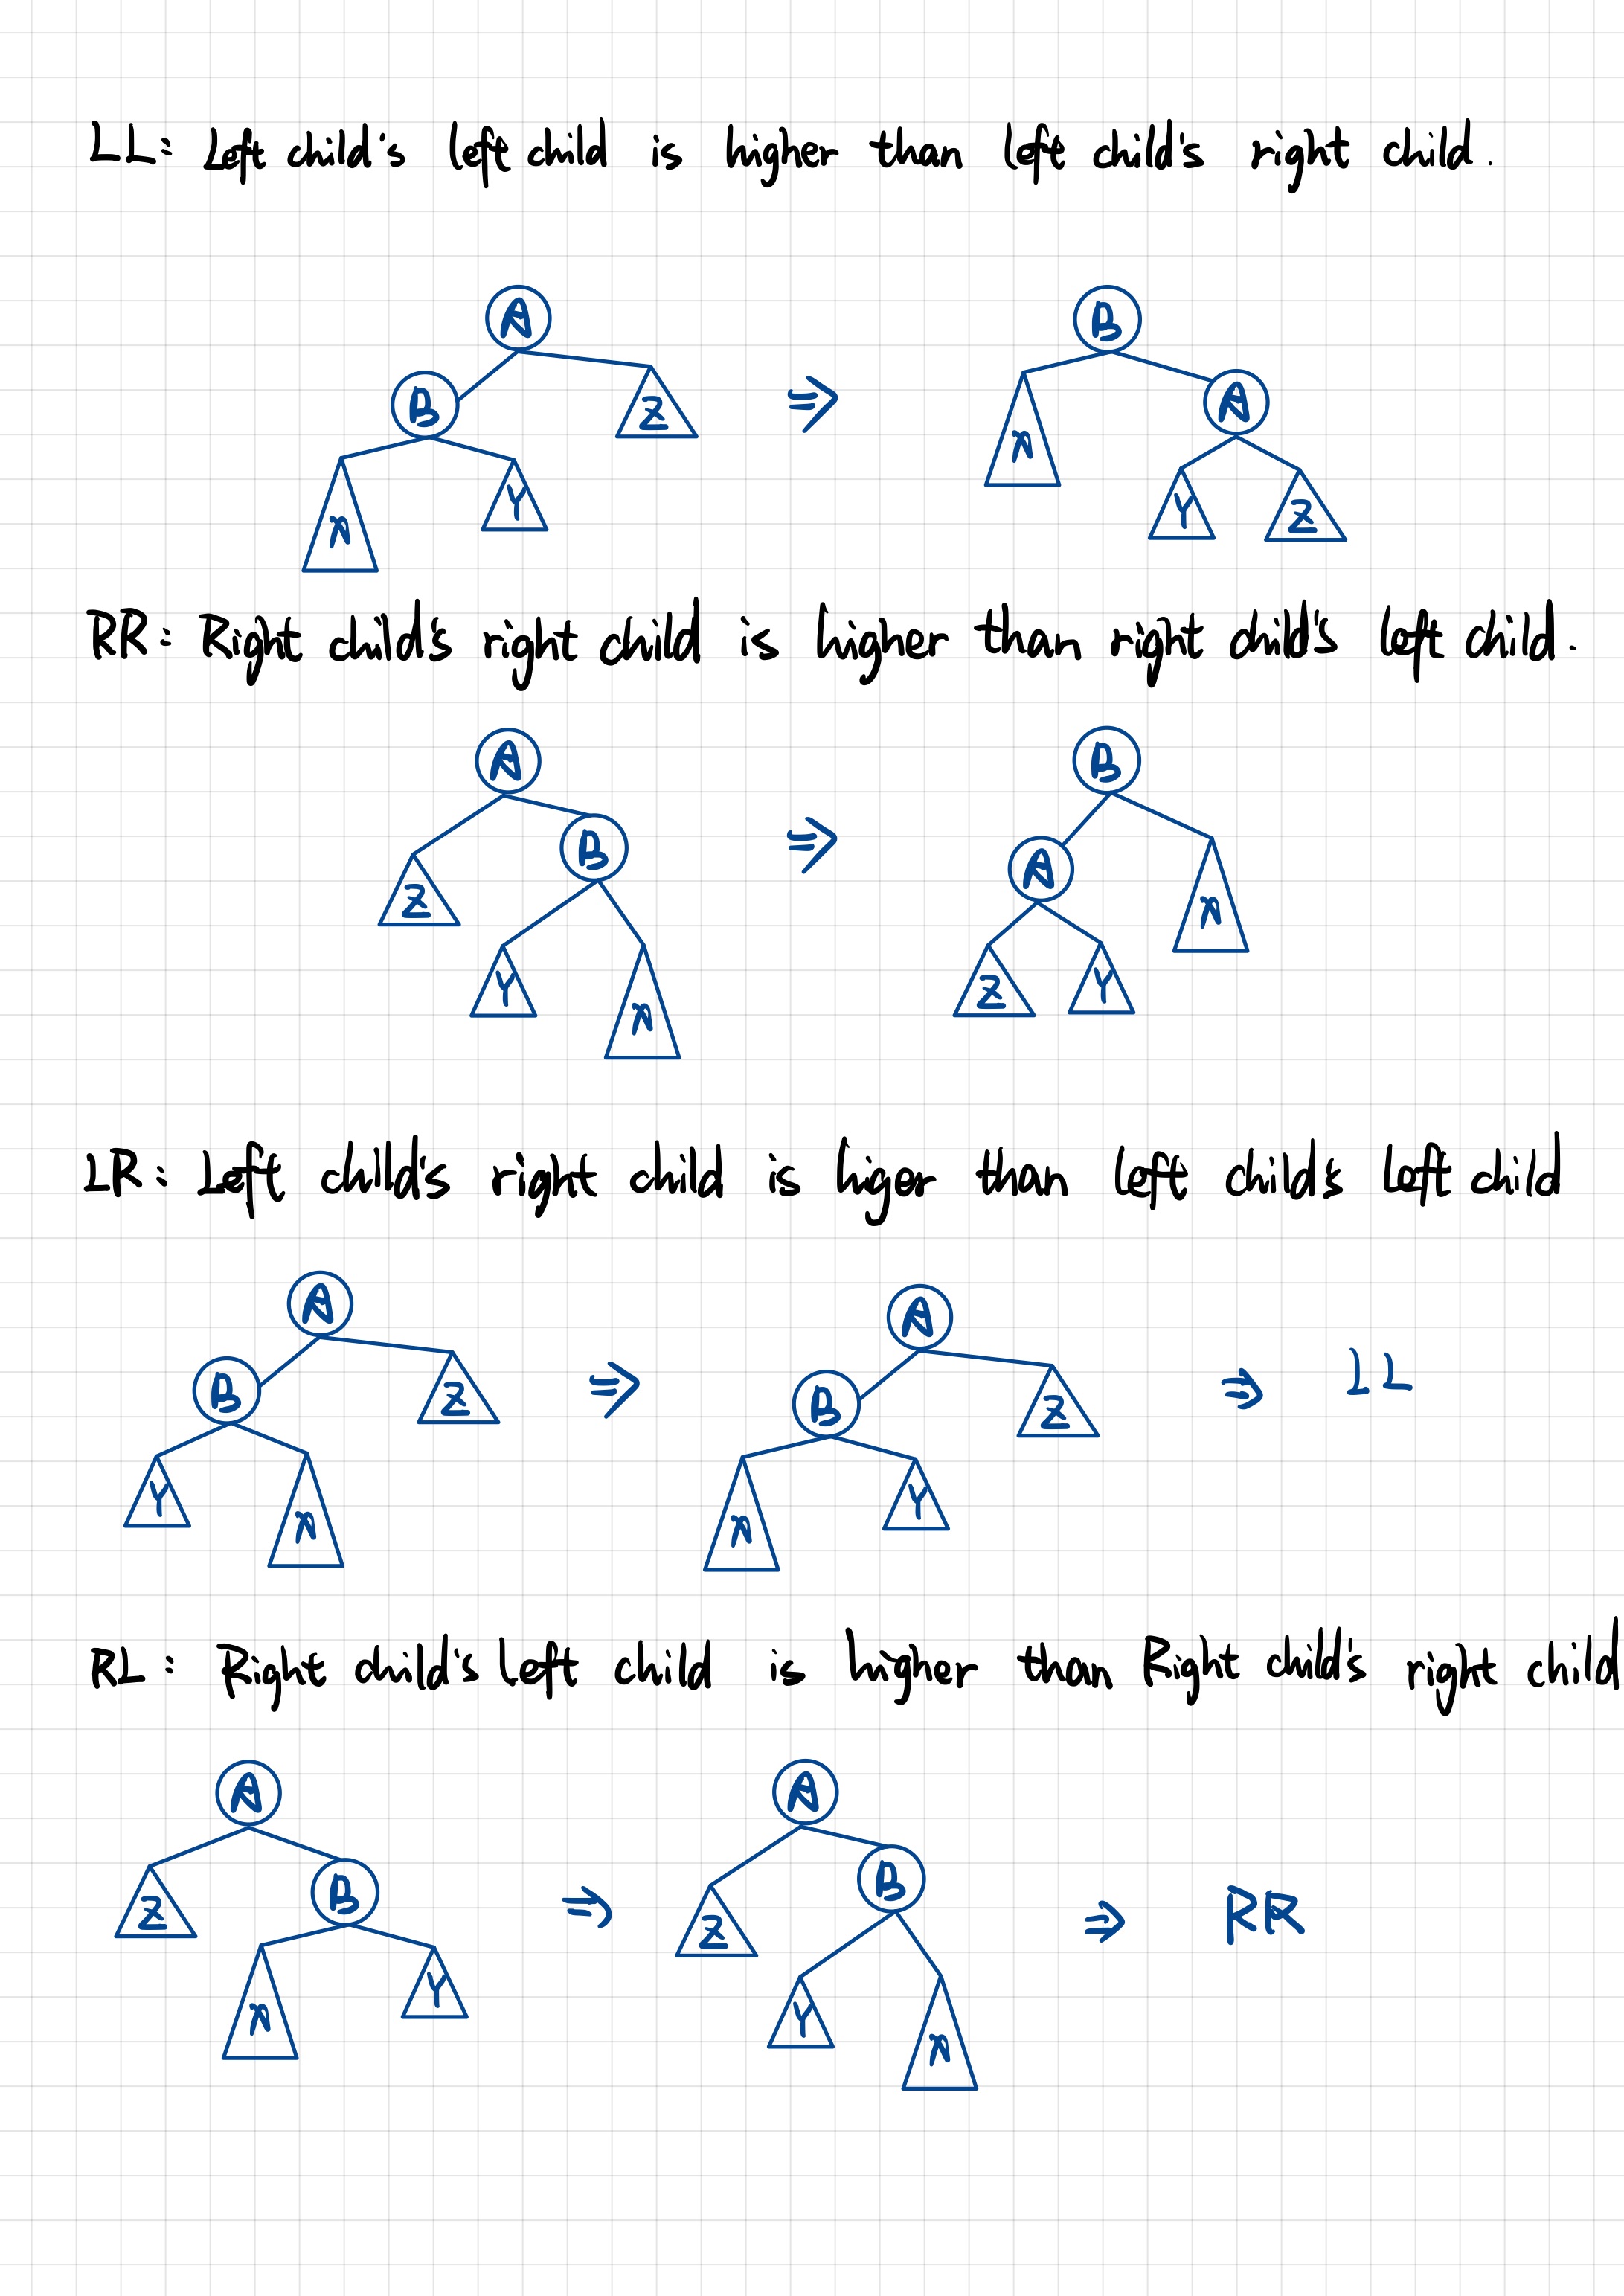 LL: Left child's left child is higher than left child's right child.
A
B
B
Z
⇒
A
X
Y
X
Y
Z
RR: Right child's right child is higher than right child's left child.
A
B
B
⇒
Z
A
X
Y
X
Z
Y
LR: Left child's right child is higer than left child's left child
A
A
B
Z
⇒
B
Z
⇒ LL
Y
X
X
Y
RL: Right child's left child is higher than Right child's right child
A
A
Z
B
⇒
Z
B
⇒ RR
X
Y
Y
X